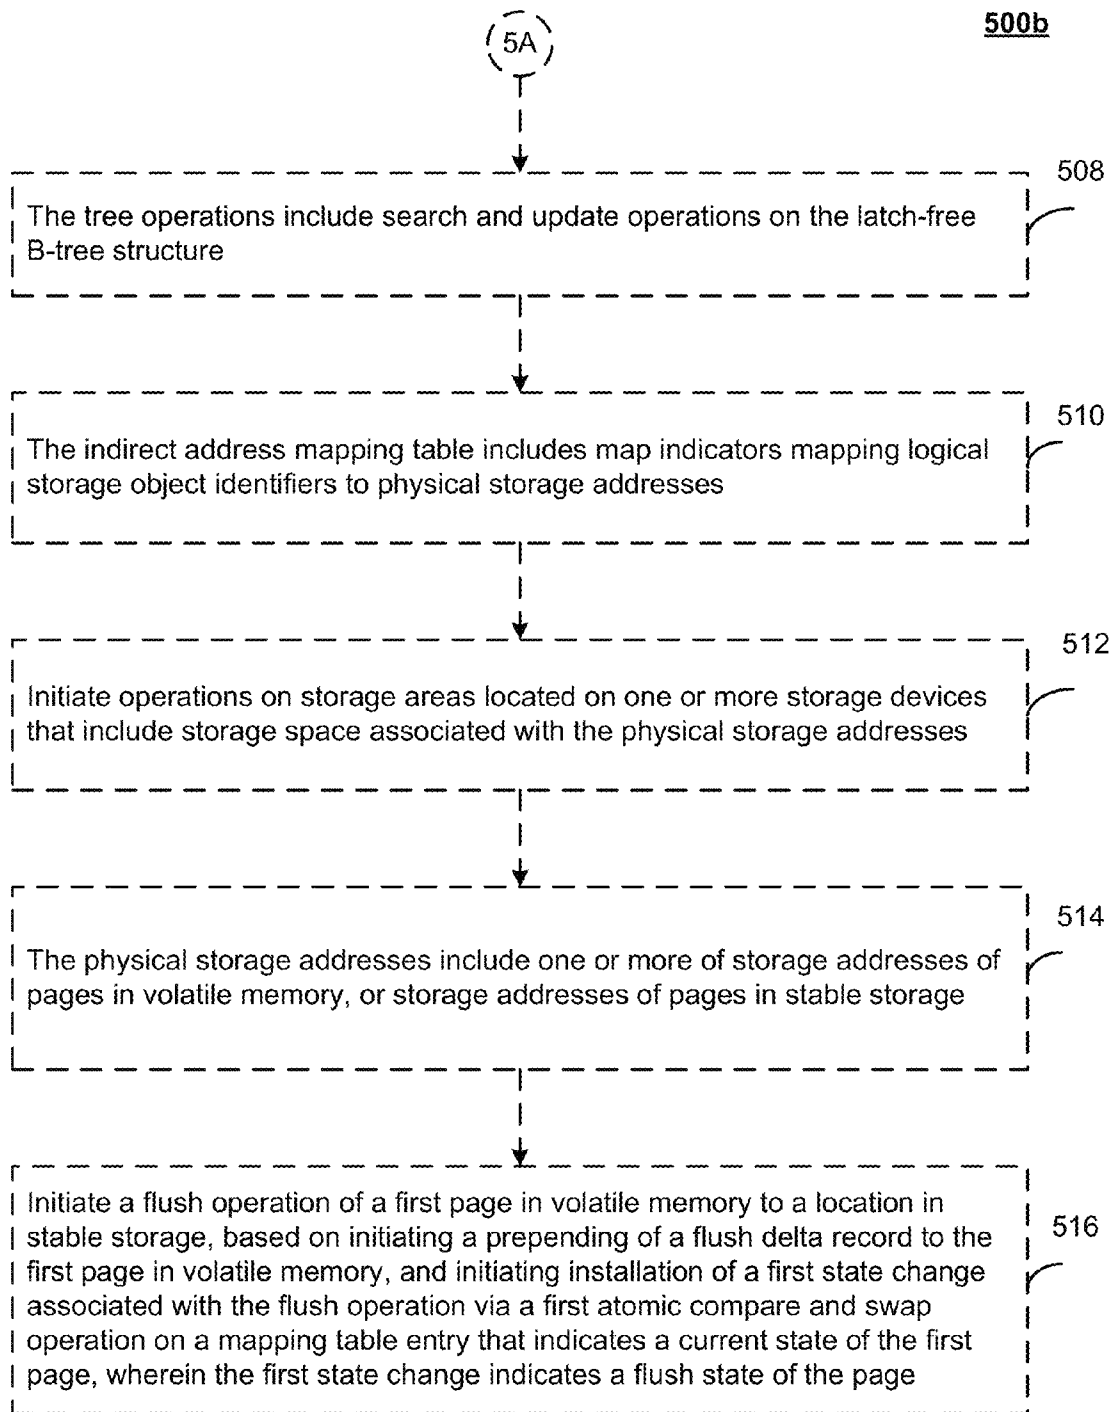 500b
5A
508
The tree operations include search and update operations on the latch-free
B-tree structure
510
The indirect address mapping table includes map indicators mapping logical
storage object identifiers to physical storage addresses
512
Initiate operations on storage areas located on one or more storage devices
that include storage space associated with the physical storage addresses
514
The physical storage addresses include one or more of storage addresses of
pages in volatile memory, or storage addresses of pages in stable storage
516
Initiate a flush operation of a first page in volatile memory to a location in
stable storage, based on initiating a prepending of a flush delta record to the
first page in volatile memory, and initiating installation of a first state change
associated with the flush operation via a first atomic compare and swap
operation on a mapping table entry that indicates a current state of the first
page, wherein the first state change indicates a flush state of the page